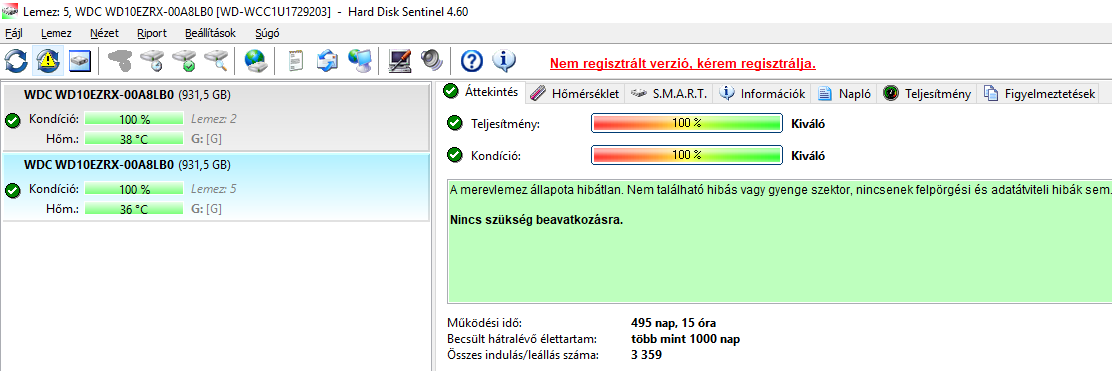 Lemez: 5, WDC WD10EZRX-00A8LB0 [WD-WCC1U1729203] - Hard Disk Sentinel 4.60
Fájl Lemez Nézet Riport Beállítások Súgó
Nem regisztrált verzió, kérem regisztrálja.
WDC WD10EZRX-00A8LB0 (931,5 GB)
Kondíció: 100 % Lemez: 2
Hőm.: 38 °C G: [G]
WDC WD10EZRX-00A8LB0 (931,5 GB)
Kondíció: 100 % Lemez: 5
Hőm.: 36 °C G: [G]
Áttekintés Hőmérséklet S.M.A.R.T. Információk Napló Teljesítmény Figyelmeztetések
Teljesítmény: 100 % Kiváló
Kondíció: 100 % Kiváló
A merevlemez állapota hibátlan. Nem található hibás vagy gyenge szektor, nincsenek felpörgési és adatátviteli hibák sem.
Nincs szükség beavatkozásra.
Működési idő: 495 nap, 15 óra
Becsült hátralévő élettartam: több mint 1000 nap
Összes indulás/leállás száma: 3 359